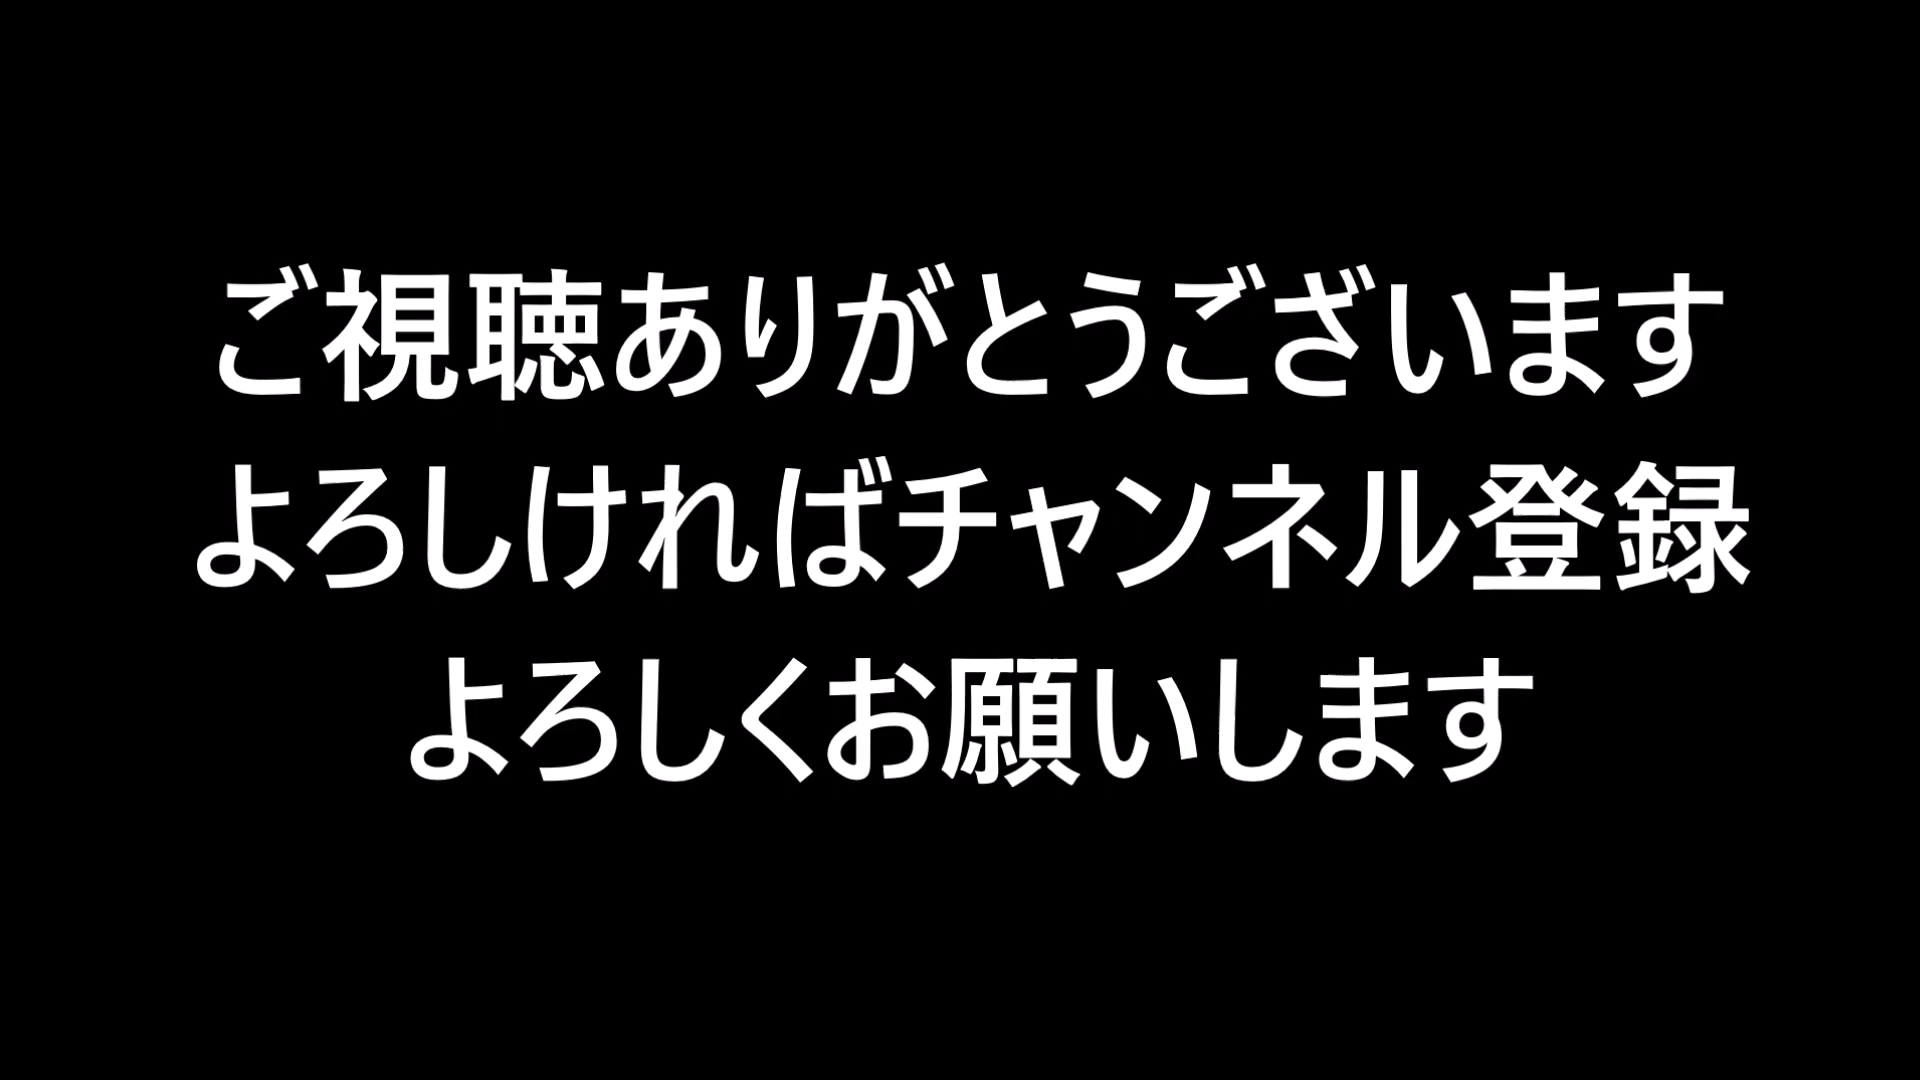 ご視聴ありがとうございます
よろしければチャンネル登録
よろしくお願いします